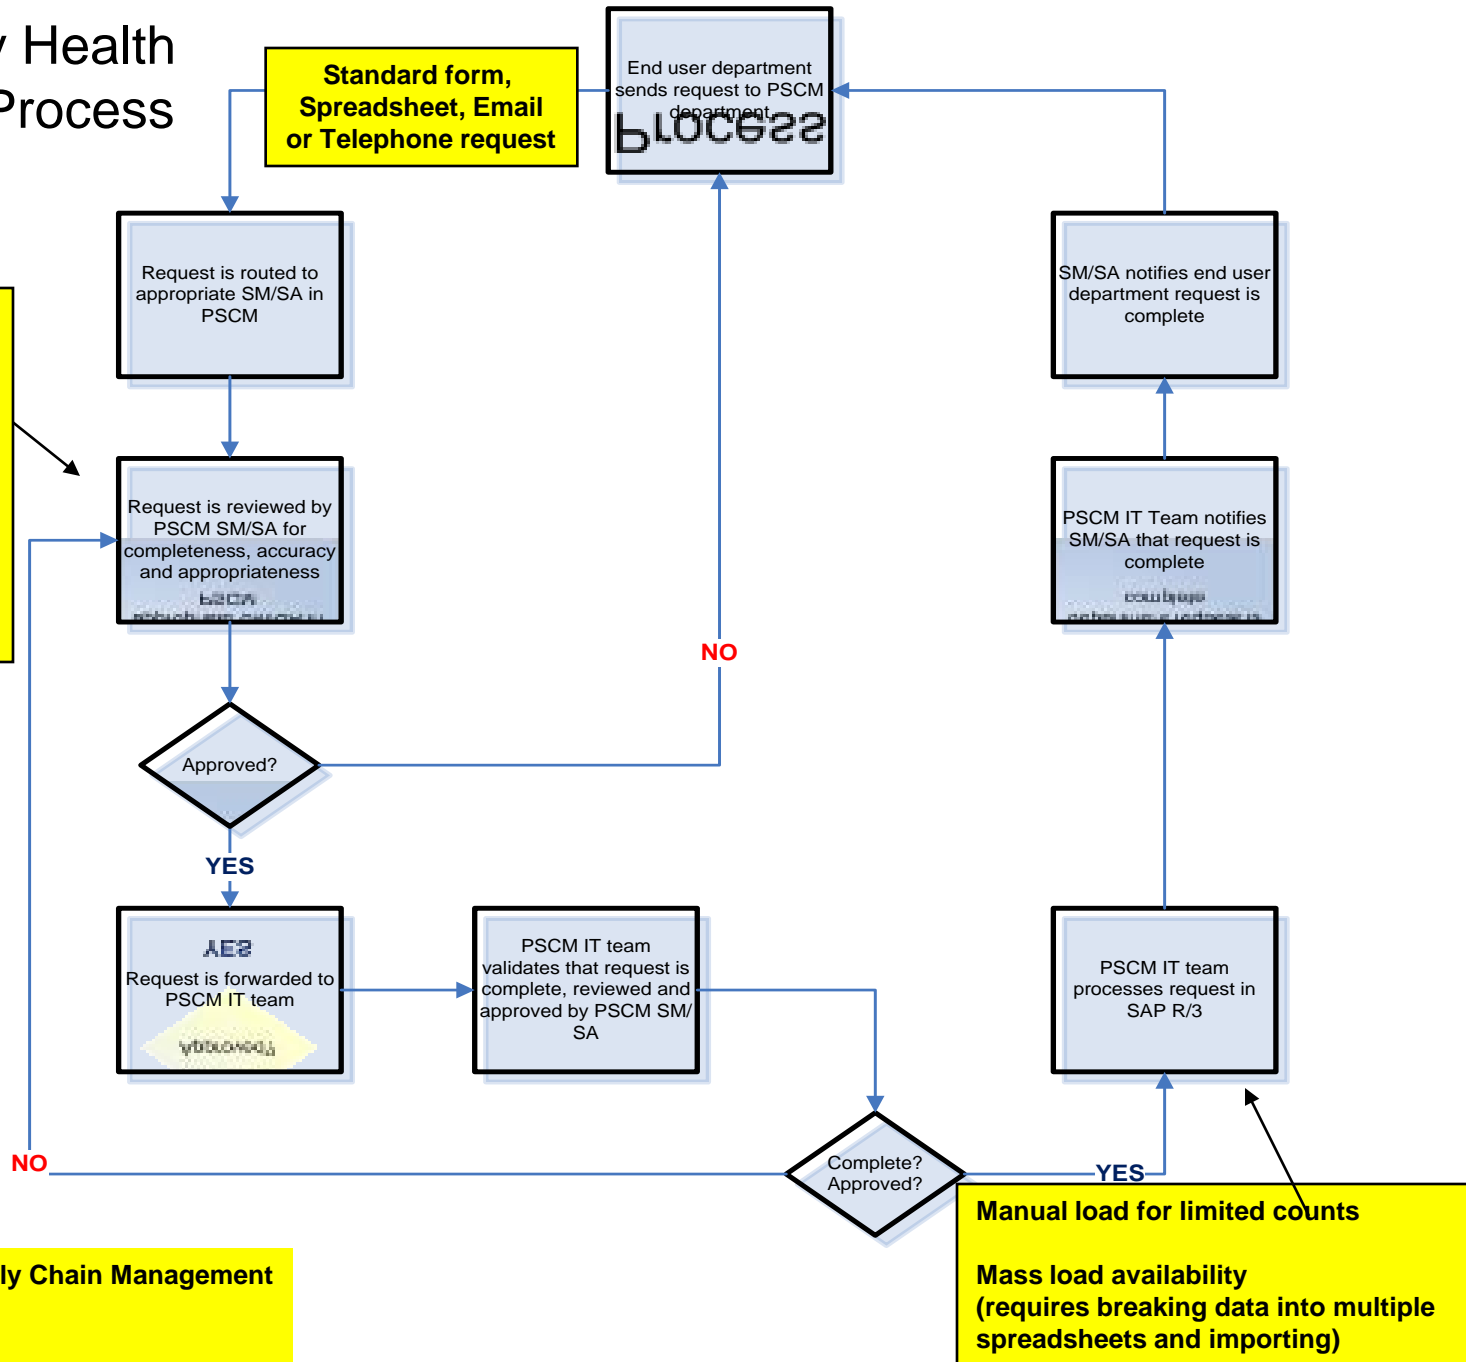 y Health
Process
Standard form,
Spreadsheet, Email
or Telephone request
End user department
sends request to PSCM
department
Process
Request is routed to
appropriate SM/SA in
PSCM
SM/SA notifies end user
department request is
complete
Request is reviewed by
PSCM SM/SA for
completeness, accuracy
and appropriateness
PSCM
PSCM IT Team notifies
SM/SA that request is
complete
complete
NO
Approved?
YES
YES
Request is forwarded to
PSCM IT team
Approved?
PSCM IT team
validates that request is
complete, reviewed and
approved by PSCM SM/
SA
PSCM IT team
processes request in
SAP R/3
NO
Complete?
Approved?
YES
Manual load for limited counts
Mass load availability
(requires breaking data into multiple
spreadsheets and importing)
ly Chain Management